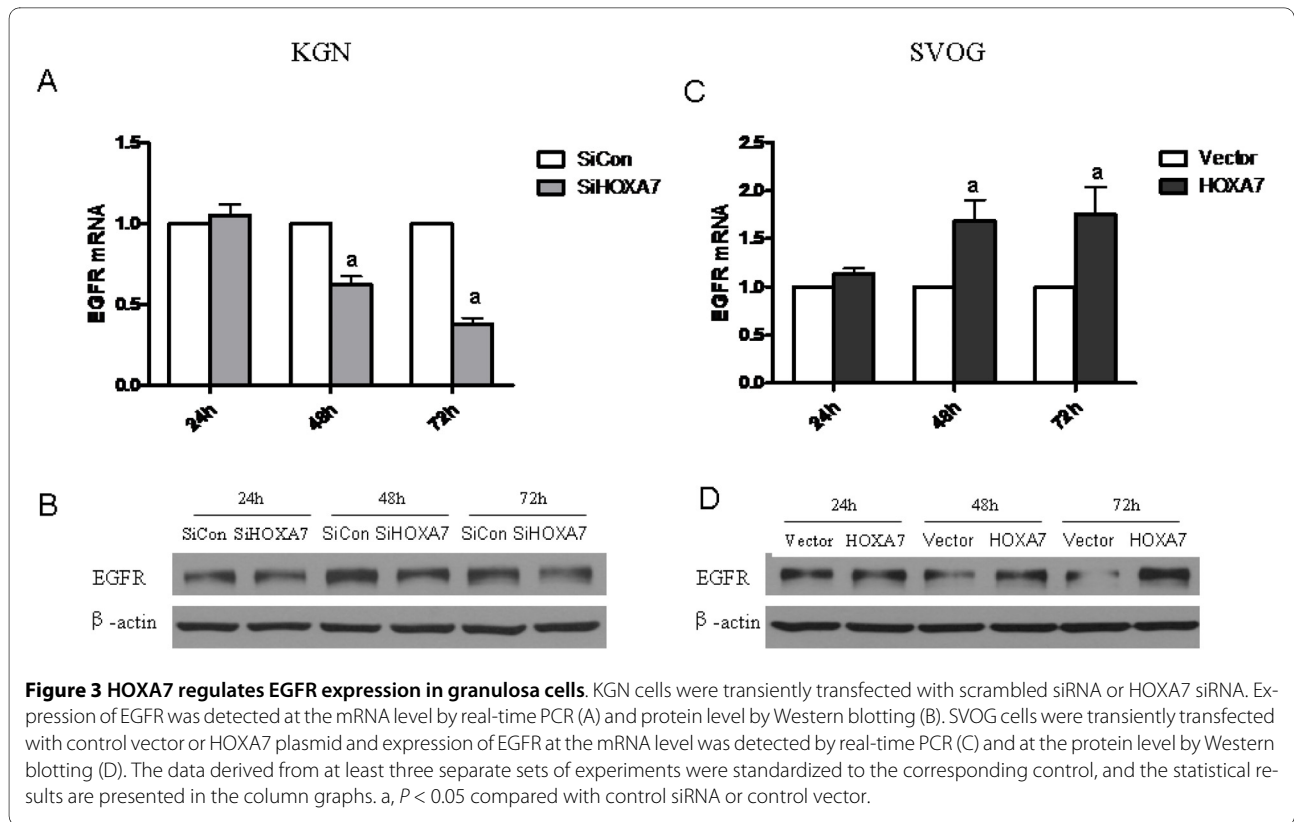 KGN
SVOG
A
1.5
1.0
0.5
0.0
EGFR mRNA
SiCon
SiHOXA7
a
a
24h
48h
72h
C
2.5
2.0
1.5
1.0
0.5
0.0
EGFR mRNA
Vector
HOXA7
a
a
24h
48h
72h
B
24h 48h 72h
SiCon SiHOXA7 SiCon SiHOXA7 SiCon SiHOXA7
EGFR
β -actin
D
24h 48h 72h
Vector HOXA7 Vector HOXA7 Vector HOXA7
EGFR
β -actin
Figure 3 HOXA7 regulates EGFR expression in granulosa cells. KGN cells were transiently transfected with scrambled siRNA or HOXA7 siRNA. Ex-
pression of EGFR was detected at the mRNA level by real-time PCR (A) and protein level by Western blotting (B). SVOG cells were transiently transfected
with control vector or HOXA7 plasmid and expression of EGFR at the mRNA level was detected by real-time PCR (C) and at the protein level by Western
blotting (D). The data derived from at least three separate sets of experiments were standardized to the corresponding control, and the statistical re-
sults are presented in the column graphs. a, P < 0.05 compared with control siRNA or control vector.